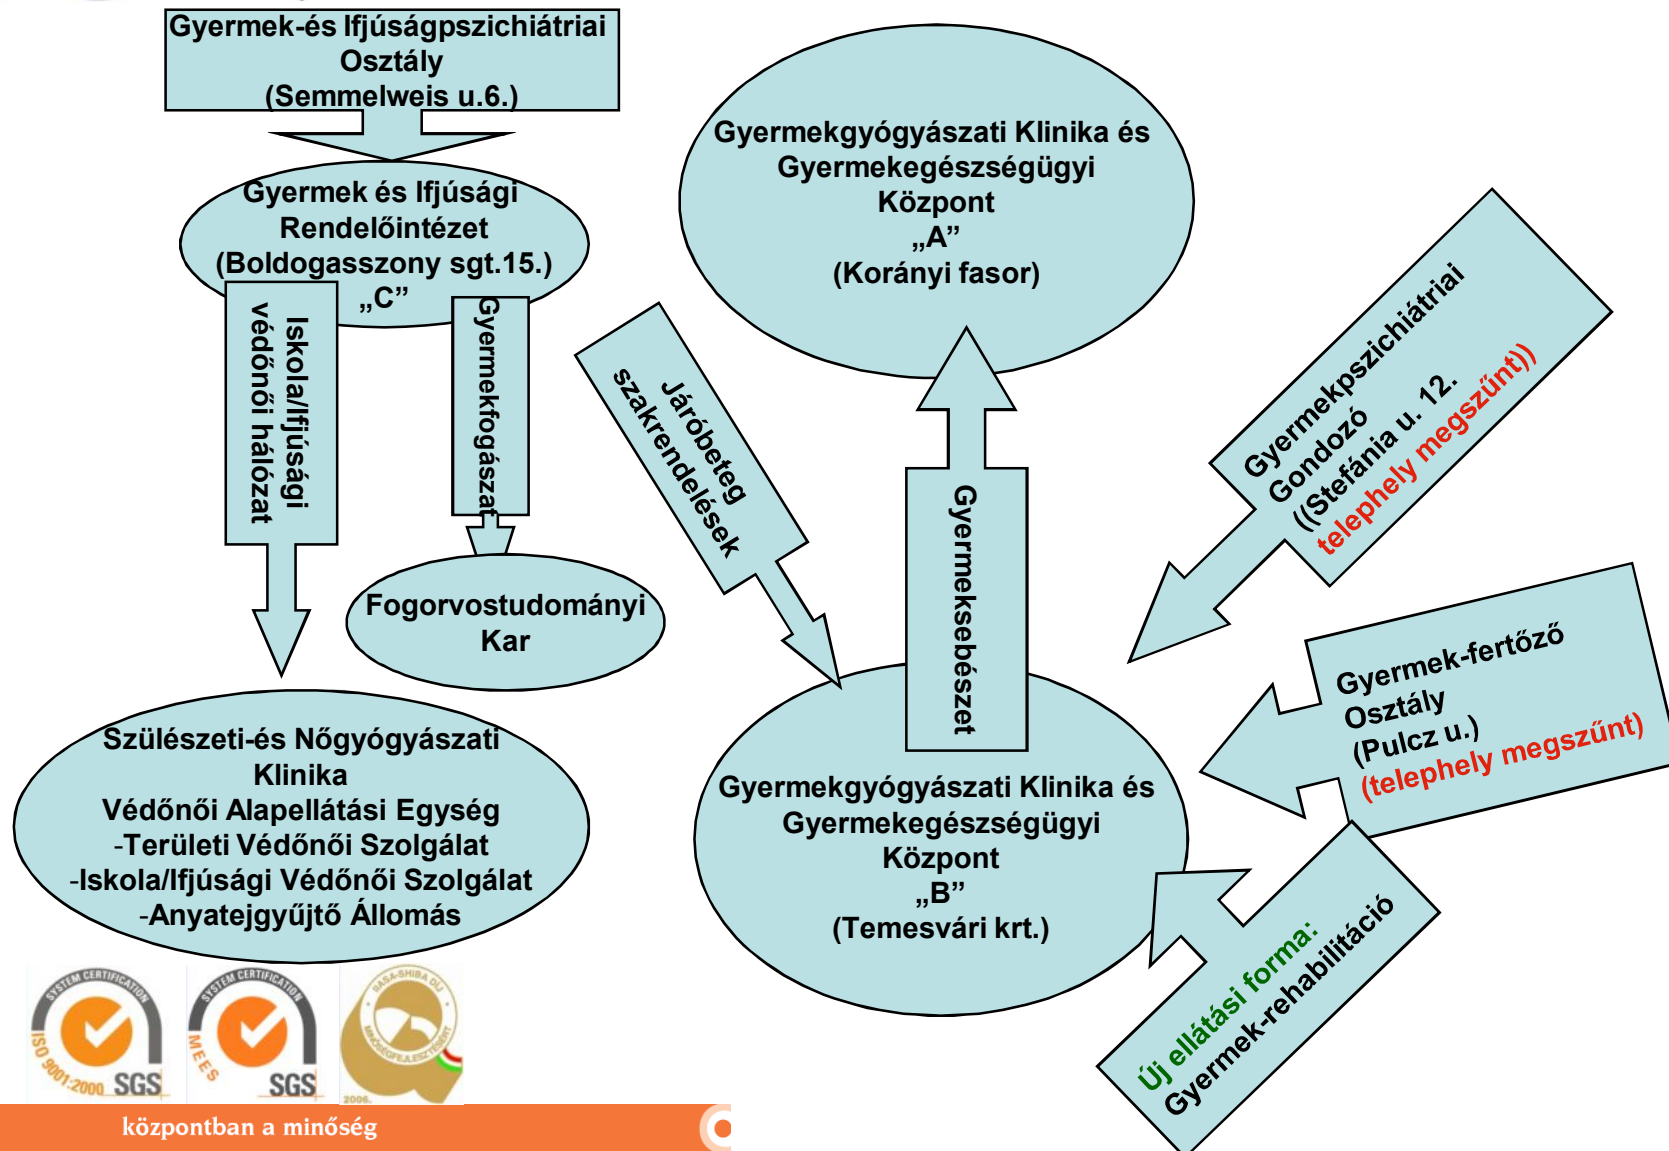 Gyermek-és Ifjúságpszichiátriai
Osztály
(Semmelweis u.6.)
Gyermek és Ifjúsági
Rendelőintézet
(Boldogasszony sgt.15.)
„C”
Iskola/Ifjúsági
védőnői hálózat
Gyermekfogászat
Fogorvostudományi
Kar
Szülészeti-és Nőgyógyászati
Klinika
Védőnői Alapellátási Egység
-Területi Védőnői Szolgálat
-Iskola/Ifjúsági Védőnői Szolgálat
-Anyatejgyűjtő Állomás
Gyermekgyógyászati Klinika és
Gyermekegészségügyi
Központ
„A”
(Korányi fasor)
Járóbeteg
szakrendelések
Gyermeksebészet
Gyermekgyógyászati Klinika és
Gyermekegészségügyi
Központ
„B”
(Temesvári krt.)
Gyermekpszichiátriai
Gondozó
((Stefánia u. 12.
telephely megszűnt))
Gyermek-fertőző
Osztály
(Pulcz u.)
(telephely megszűnt)
Új ellátási forma:
Gyermek-rehabilitáció
SYSTEM CERTIFICATION
ISO 9001:2000
SGS
SYSTEM CERTIFICATION
MEES
SGS
BASA-SHIBA DÍJ
MINŐSÉGFEJLESZTÉSÉRT
2006.
központban a minőség